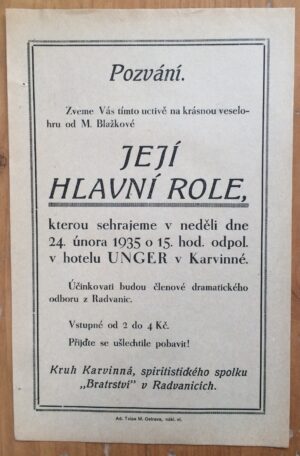 Pozvání.
Zveme Vás tímto uctivě na krásnou veselo-
hru od M. Blažkové
JEJÍ
HLAVNÍ ROLE,
kterou sehrajeme v neděli dne
24. února 1935 o 15. hod. odpol.
v hotelu UNGER v Karvinné.
Účinkovati budou členové dramatického
odboru z Radvanic.
Vstupné od 2 do 4 Kč.
Přijďte se ušlechtile pobavit!
Kruh Karvinná, spiritistického spolku
„Bratrství" v Radvanicích.
M. Ostrava,